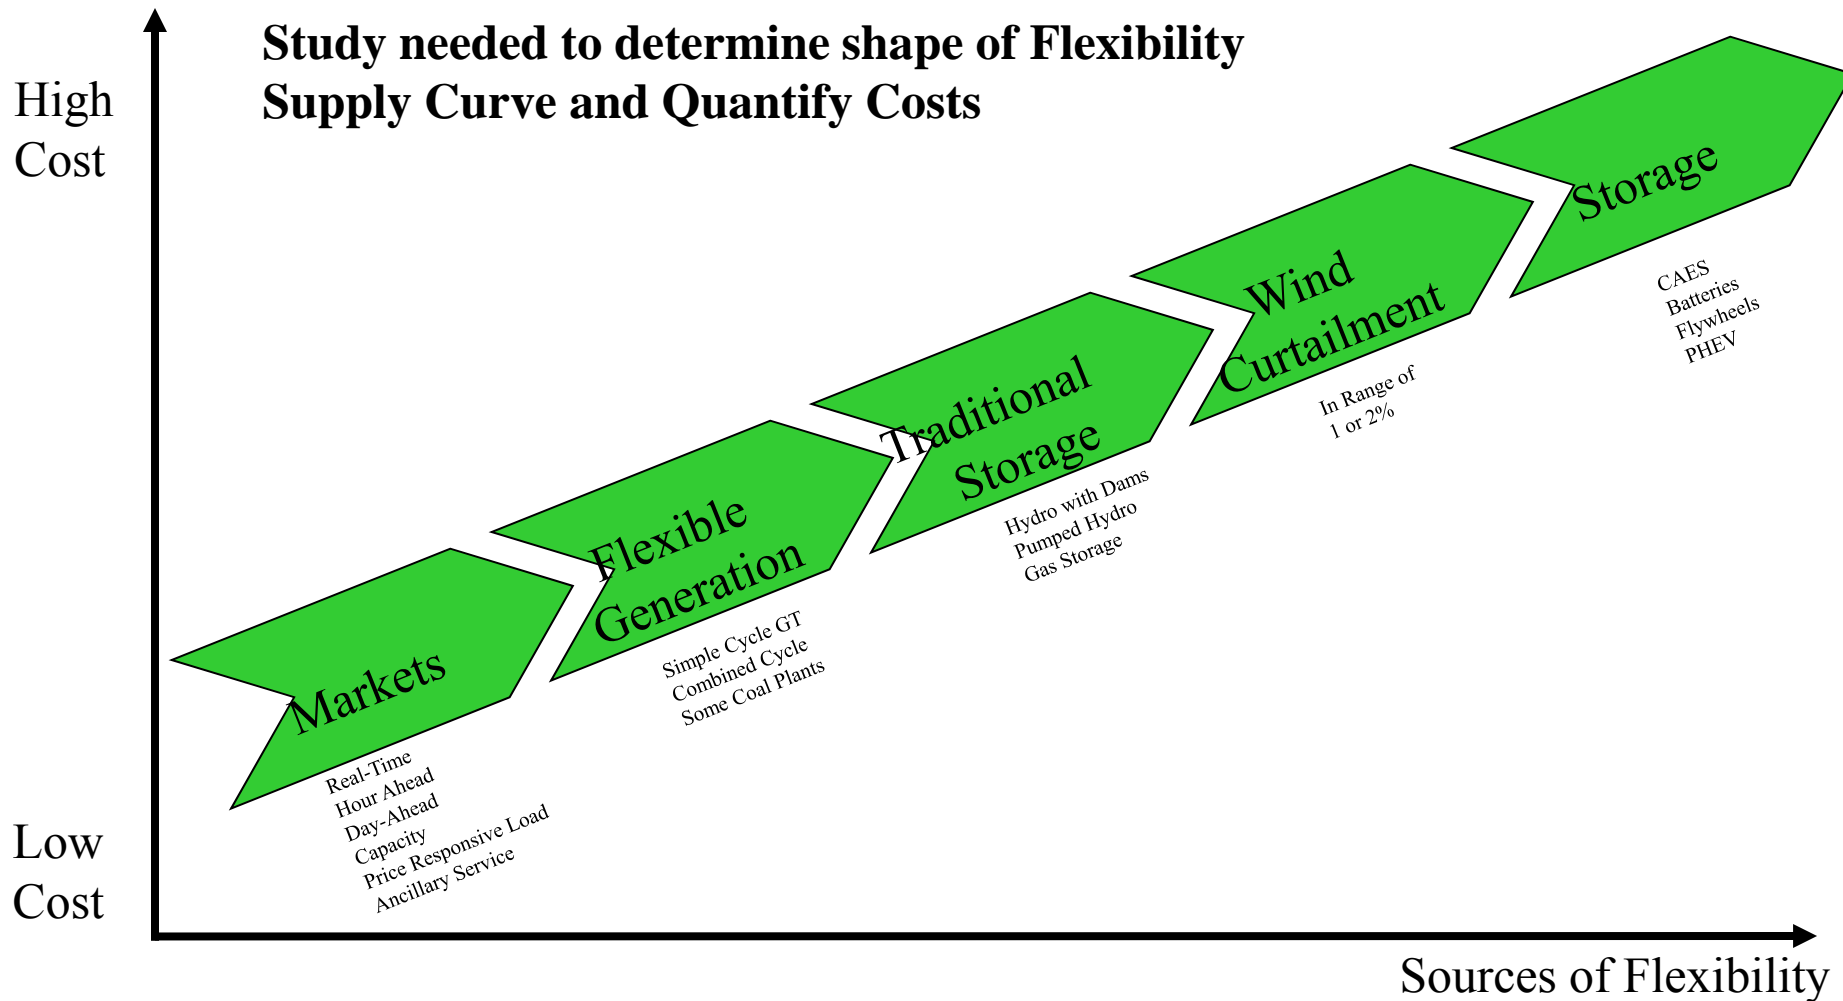 Study needed to determine shape of Flexibility
Supply Curve and Quantify Costs
High
Cost
Storage
CAES
Batteries
Flywheels
PHEV
Wind
Curtailment
In Range of
1 or 2%
Traditional
Storage
Hydro with Dams
Pumped Hydro
Gas Storage
Flexible
Generation
Simple Cycle GT
Combined Cycle
Some Coal Plants
Markets
Real-Time
Hour Ahead
Day-Ahead
Capacity
Price Responsive Load
Ancillary Service
Low
Cost
Sources of Flexibility